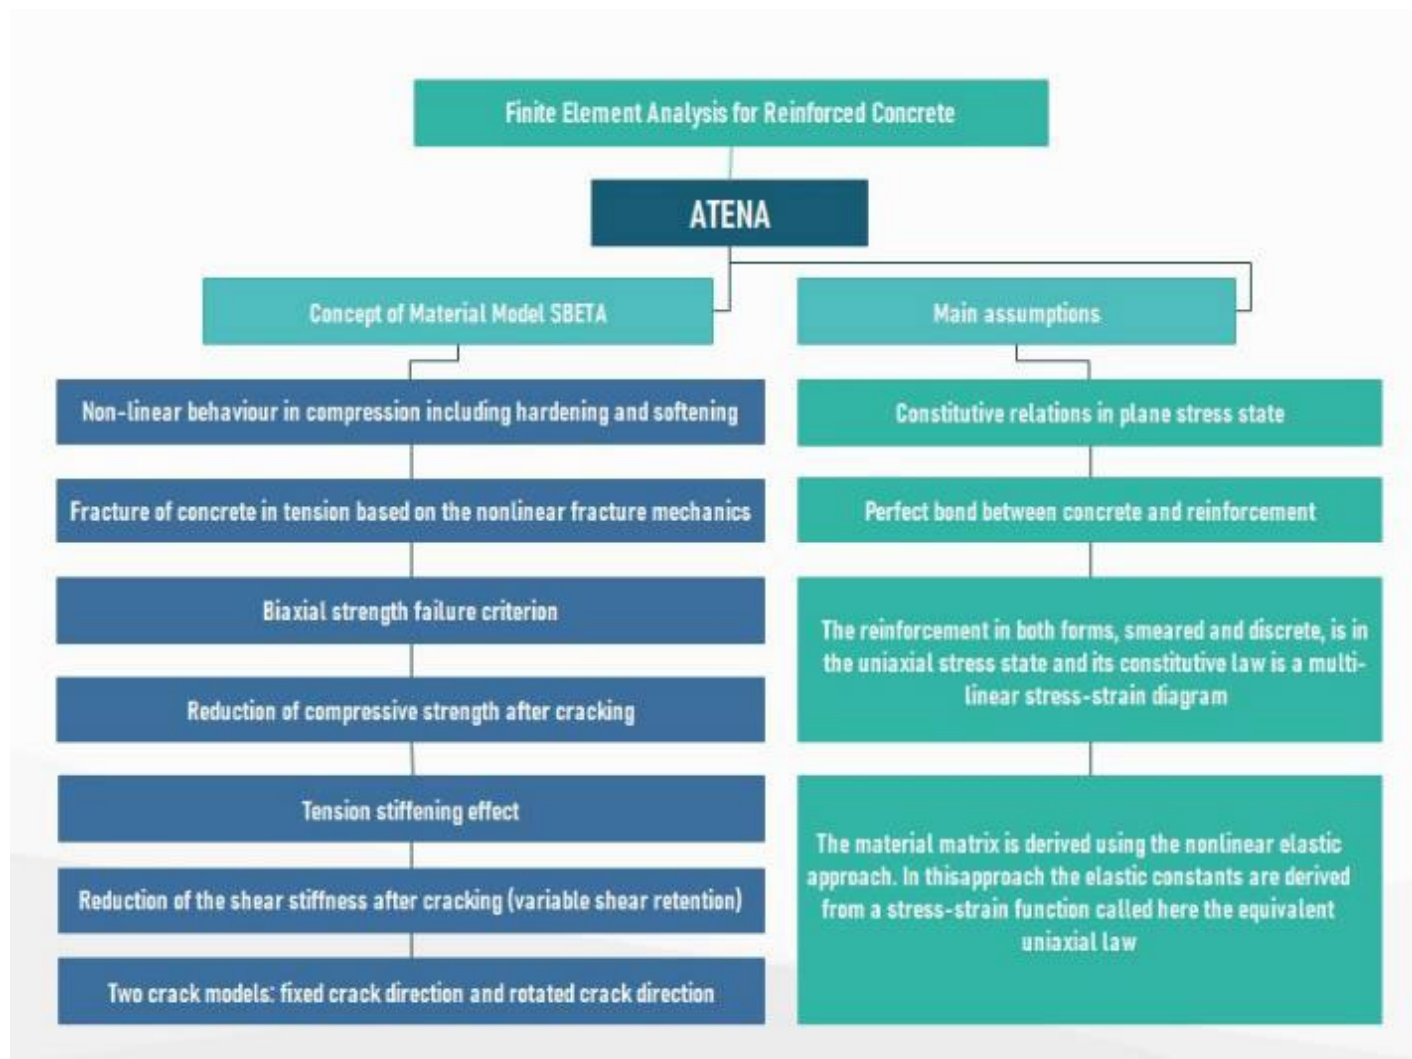 Finite Element Analysis for Reinforced Concrete
ATENA
Concept of Material Model SBETA
Non-linear behaviour in compression including hardening and softening
Fracture of concrete in tension based on the nonlinear fracture mechanics
Biaxial strength failure criterion
Reduction of compressive strength after cracking
Tension stiffening effect
Reduction of the shear stiffness after cracking (variable shear retention)
Two crack models: fixed crack direction and rotated crack direction
Main assumptions
Constitutive relations in plane stress state
Perfect bond between concrete and reinforcement
The reinforcement in both forms, smeared and discrete, is in
the uniaxial stress state and its constitutive law is a multi-
linear stress-strain diagram
The material matrix is derived using the nonlinear elastic
approach. In thisapproach the elastic constants are derived
from a stress-strain function called here the equivalent
uniaxial law